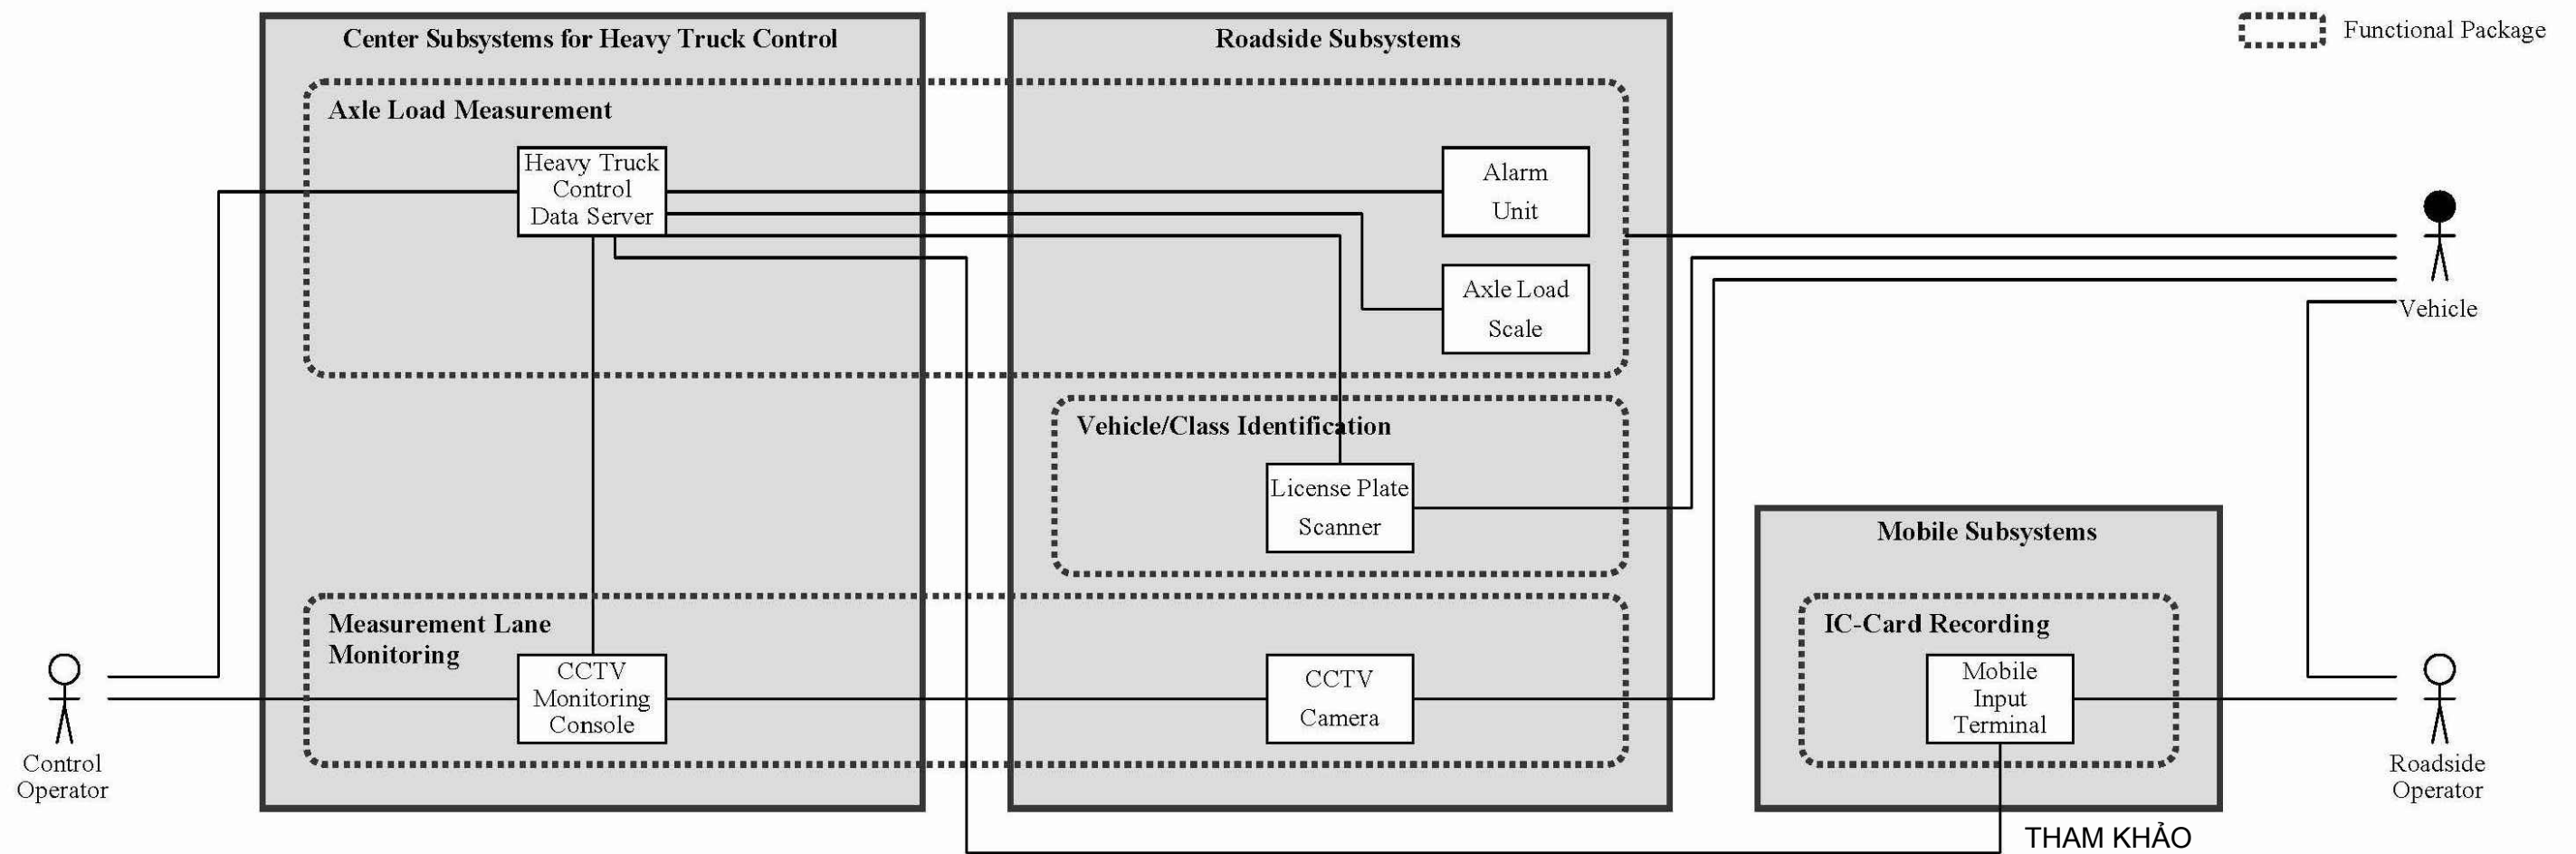 Center Subsystems for Heavy Truck Control
Roadside Subsystems
Functional Package
Axle Load Measurement
Heavy Truck
Control
Data Server
Alarm
Unit
Axle Load
Scale
Vehicle
Vehicle/Class Identification
License Plate
Scanner
Mobile Subsystems
Measurement Lane
Monitoring
IC-Card Recording
CCTV
Monitoring
Console
CCTV
Camera
Mobile
Input
Terminal
Control
Operator
Roadside
Operator
THAM KHẢO